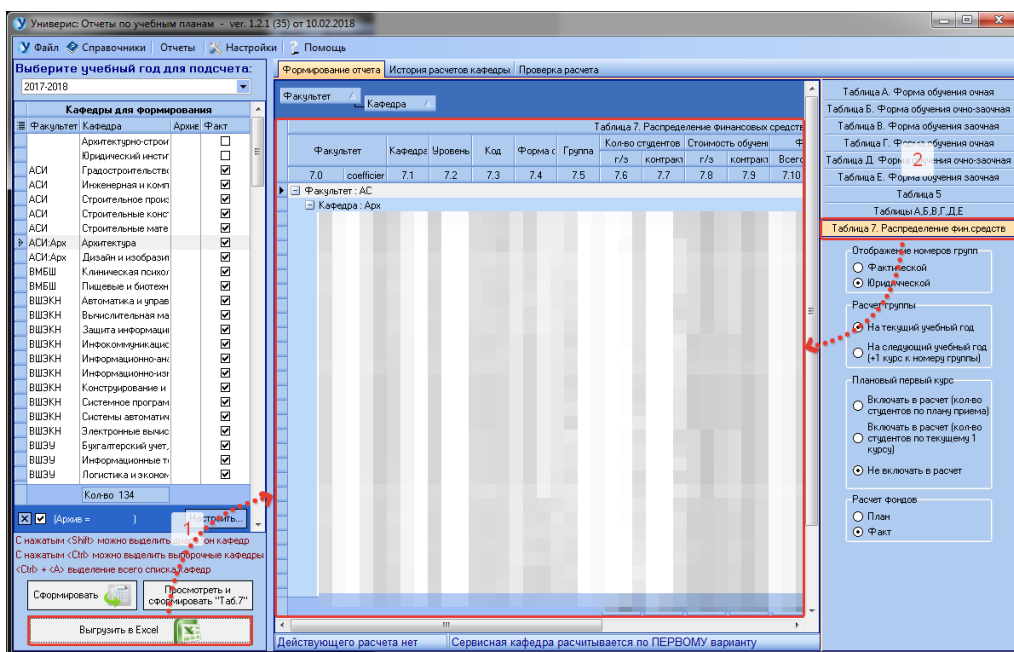 Универис: Отчеты по учебным планам - ver. 1.2.1 (35) от 10.02.2018
Файл Справочники Отчеты Настройки Помощь
Выберите учебный год для подсчета:
2017-2018
Кафедры для формирования
Факультет Кафедра Архив Факт
Архитектурно-строи
Юридический инстит
АСИ Градостроительство
АСИ Инженерная и комп
АСИ Строительное произ
АСИ Строительные конст
АСИ Строительные мате
АСИ:Арх Архитектура
АСИ:Арх Дизайн и изобразит
ВМБШ Клиническая психол
ВМБШ Пищевые и биотехн
ВШЭКН Автоматика и управ
ВШЭКН Вычислительная ма
ВШЭКН Защита информации
ВШЭКН Инфокоммуникацис
ВШЭКН Информационно-ана
ВШЭКН Информационно-изм
ВШЭКН Конструирование и
ВШЭКН Системное програм
ВШЭКН Системы автоматич
ВШЭКН Электронные вычис
ВШЭУ Бухгалтерский учет,
ВШЭУ Информационные т
ВШЭУ Логистика и эконом
Кол-во 134
(Архив = )
Настроить...
С нажатым <Shift> можно выделить диапазон кафедр
С нажатым <Ctrl> можно выделить выборочные кафедры
<Ctrl> + <A> выделение всего списка кафедр
Сформировать
Просмотреть и
сформировать "Таб.7"
Выгрузить в Excel
1
Формирование отчета История расчетов кафедры Проверка расчета
Факультет
Кафедра
Таблица 7. Распределение финансовых средств
Факультет Кафедра Уровень Код Форма о Группа Кол-во студентов Стоимость обучени Ф
г/з контракт г/з контракт Всего
7.0 coefficier 7.1 7.2 7.3 7.4 7.5 7.6 7.7 7.8 7.9 7.10
Факультет : АС
Кафедра : Арх
Действующего расчета нет
Сервисная кафедра расчитывается по ПЕРВОМУ варианту
Таблица А. Форма обучения очная
Таблица Б. Форма обучения очно-заочная
Таблица В. Форма обучения заочная
Таблица Г. Форма обучения очная
Таблица Д. Форма обучения очно-заочная
Таблица Е. Форма обучения заочная
2
Таблица 5
Таблицы А,Б,В,Г,Д,Е
Таблица 7. Распределение фин.средств
Отображение номеров групп
Фактической
Юридической
Расчет группы
На текущий учебный год
На следующий учебный год
(+1 курс к номеру группы)
Плановый первый курс
Включать в расчет (кол-во
студентов по плану приема)
Включать в расчет (кол-во
студентов по текущему 1
курсу)
Не включать в расчет
Расчет фондов
План
Факт